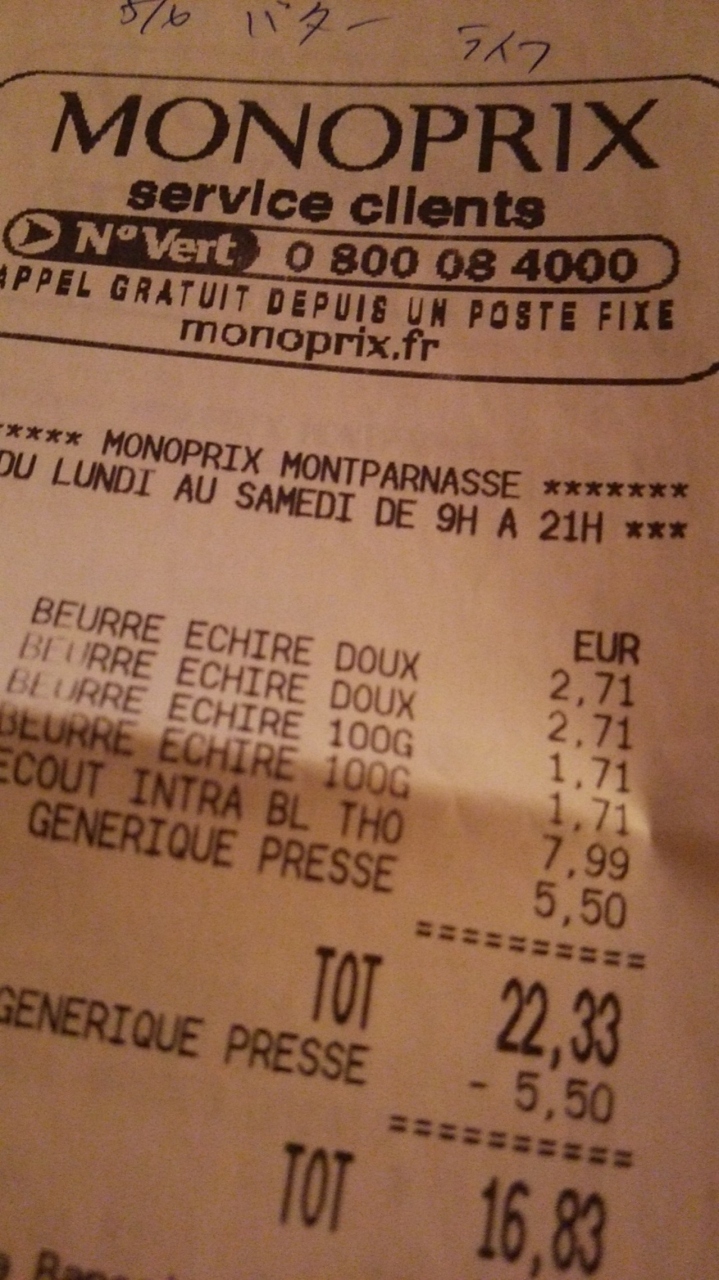 5/6 バター ライフ
MONOPRIX
service clients
N°Vert 0 800 08 4000
APPEL GRATUIT DEPUIS UN POSTE FIXE
monoprix.fr
***** MONOPRIX MONTPARNASSE *******
DU LUNDI AU SAMEDI DE 9H A 21H ***
EUR
BEURRE ECHIRE DOUX 2,71
BEURRE ECHIRE DOUX 2,71
BEURRE ECHIRE 100G 1,71
BEURRE ECHIRE 100G 1,71
ECOUT INTRA BL THO 7,99
GENERIQUE PRESSE 5,50
==========
TOT 22,33
GENERIQUE PRESSE - 5,50
==========
TOT 16,83